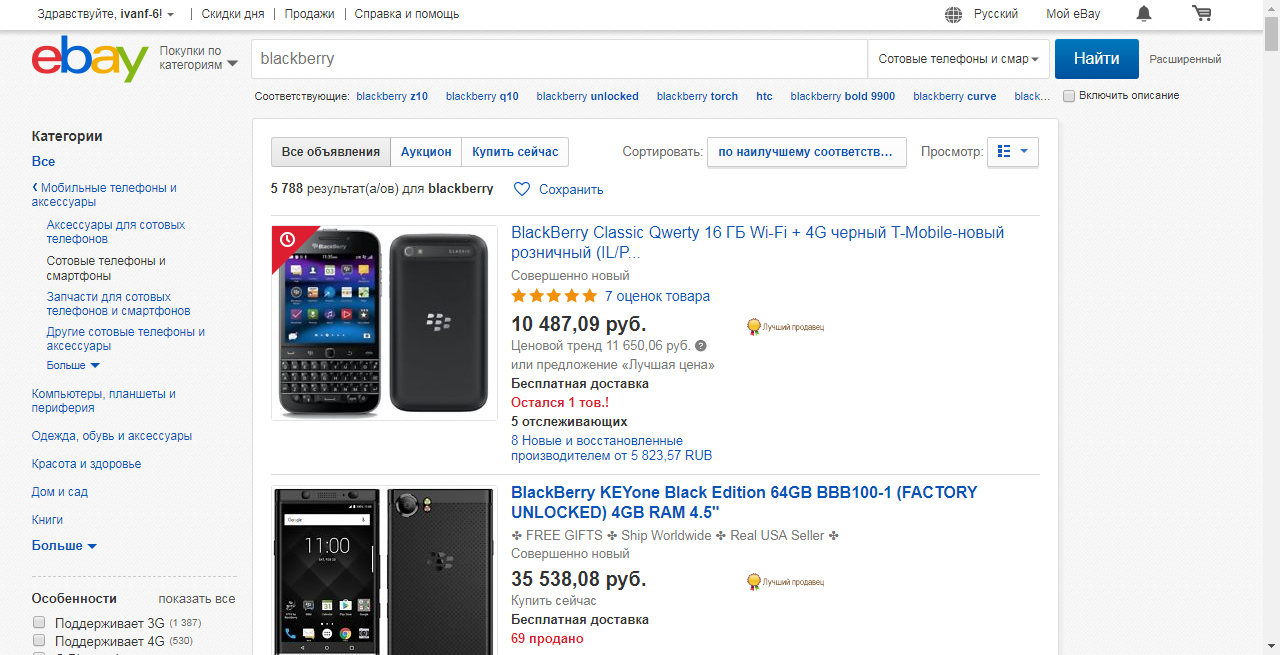 Здравствуйте, ivanf-6!
Скидки дня
Продажи
Справка и помощь
Русский
Мой eBay
ebay
Покупки по
категориям
blackberry
Сотовые телефоны и смар
Найти
Расширенный
Соответствующие: blackberry z10 blackberry q10 blackberry unlocked blackberry torch htc blackberry bold 9900 blackberry curve black...
Включить описание
Категории
Все
Мобильные телефоны и
аксессуары
Аксессуары для сотовых
телефонов
Сотовые телефоны и
смартфоны
Запчасти для сотовых
телефонов и смартфонов
Другие сотовые телефоны и
аксессуары
Больше
Компьютеры, планшеты и
периферия
Одежда, обувь и аксессуары
Красота и здоровье
Дом и сад
Книги
Больше
Особенности
показать все
Поддерживает 3G (1 387)
Поддерживает 4G (530)
Все объявления
Аукцион
Купить сейчас
Сортировать:
по наилучшему соответств...
Просмотр:
5 788 результат(а/ов) для blackberry
Сохранить
BlackBerry Classic Qwerty 16 ГБ Wi-Fi + 4G черный T-Mobile-новый
розничный (IL/P...
Совершенно новый
7 оценок товара
10 487,09 руб.
Лучший продавец
Ценовой тренд 11 650,06 руб.
или предложение «Лучшая цена»
Бесплатная доставка
Остался 1 тов.!
5 отслеживающих
8 Новые и восстановленные
производителем от 5 823,57 RUB
BlackBerry
CLASSIC
BlackBerry KEYone Black Edition 64GB BBB100-1 (FACTORY
UNLOCKED) 4GB RAM 4.5"
✤ FREE GIFTS ✤ Ship Worldwide ✤ Real USA Seller ✤
Совершенно новый
35 538,08 руб.
Лучший продавец
Купить сейчас
Бесплатная доставка
69 продано
Google
11:00